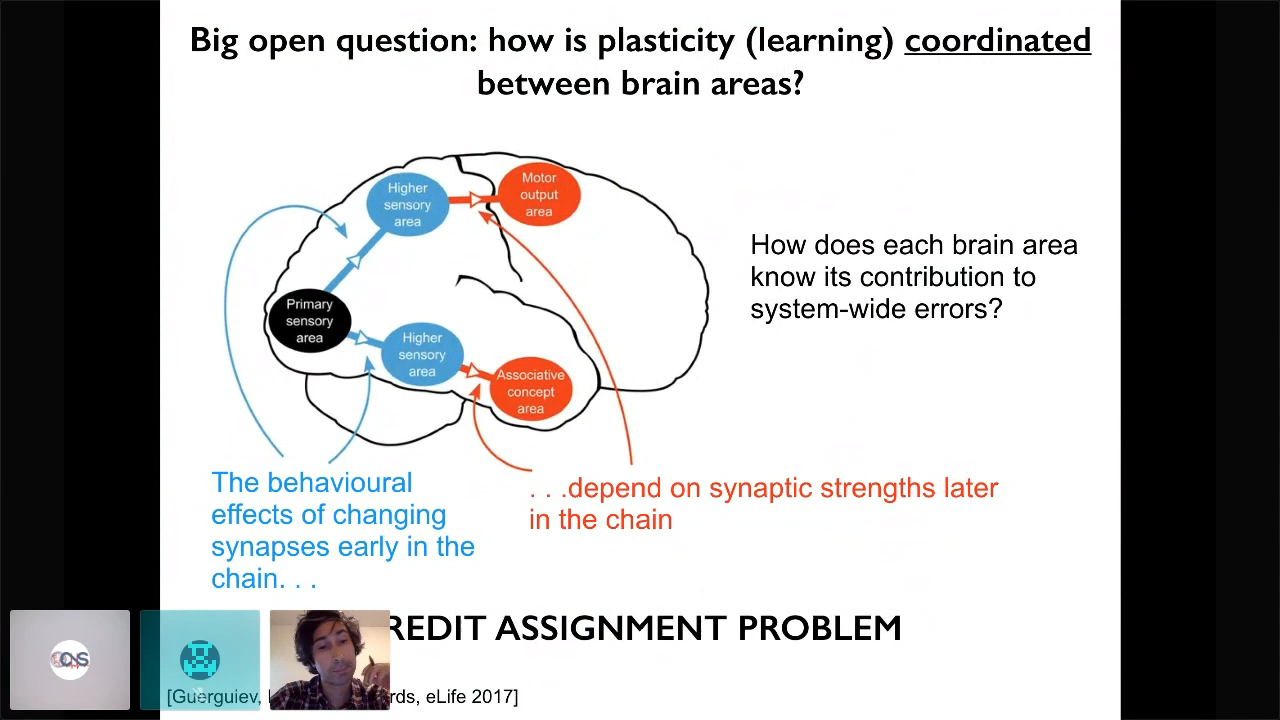 Big open question: how is plasticity (learning) coordinated
between brain areas?
Higher
sensory
area
Motor
output
area
How does each brain area
know its contribution to
system-wide errors?
Primary
sensory
area
Higher
sensory
area
Associative
concept
area
The behavioural
effects of changing
synapses early in the
chain. . .
. . .depend on synaptic strengths later
in the chain
REDIT ASSIGNMENT PROBLEM
[Guerguiev, rds, eLife 2017]